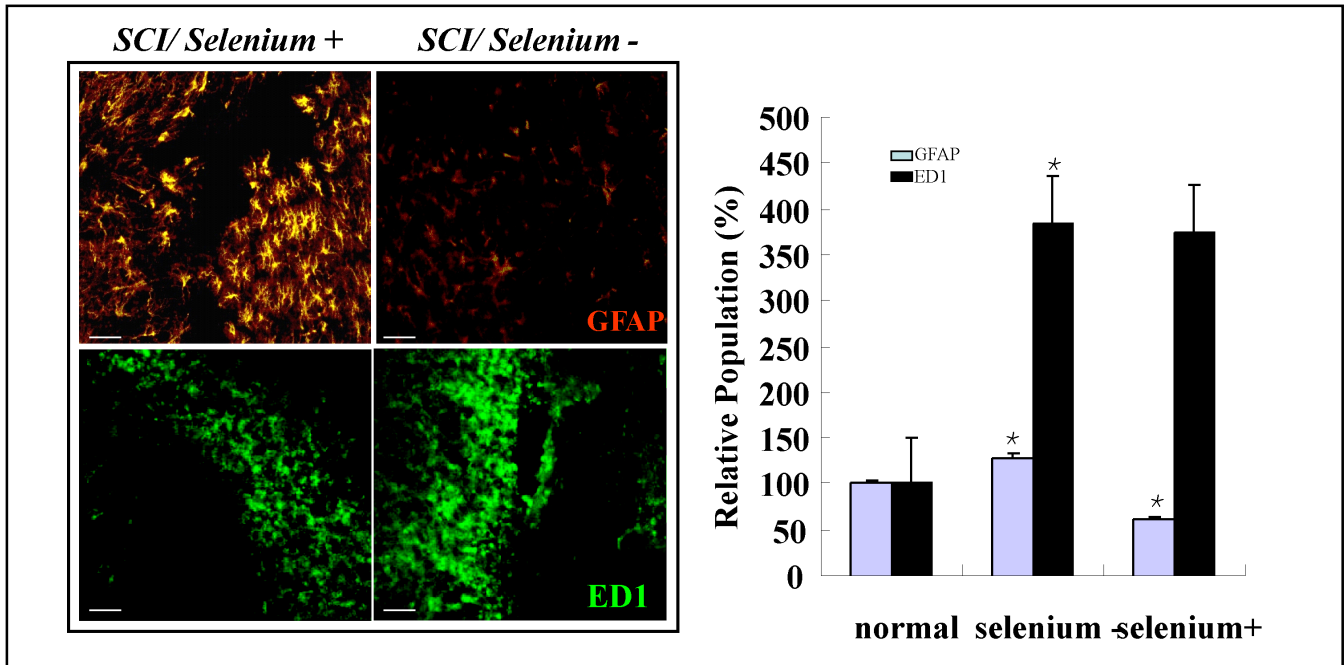 SCI/ Selenium +
SCI/ Selenium -
GFAP
ED1
Relative Population (%)
500
450
400
350
300
250
200
150
100
50
0
GFAP
ED1
*
*
*
normal
selenium -
selenium+